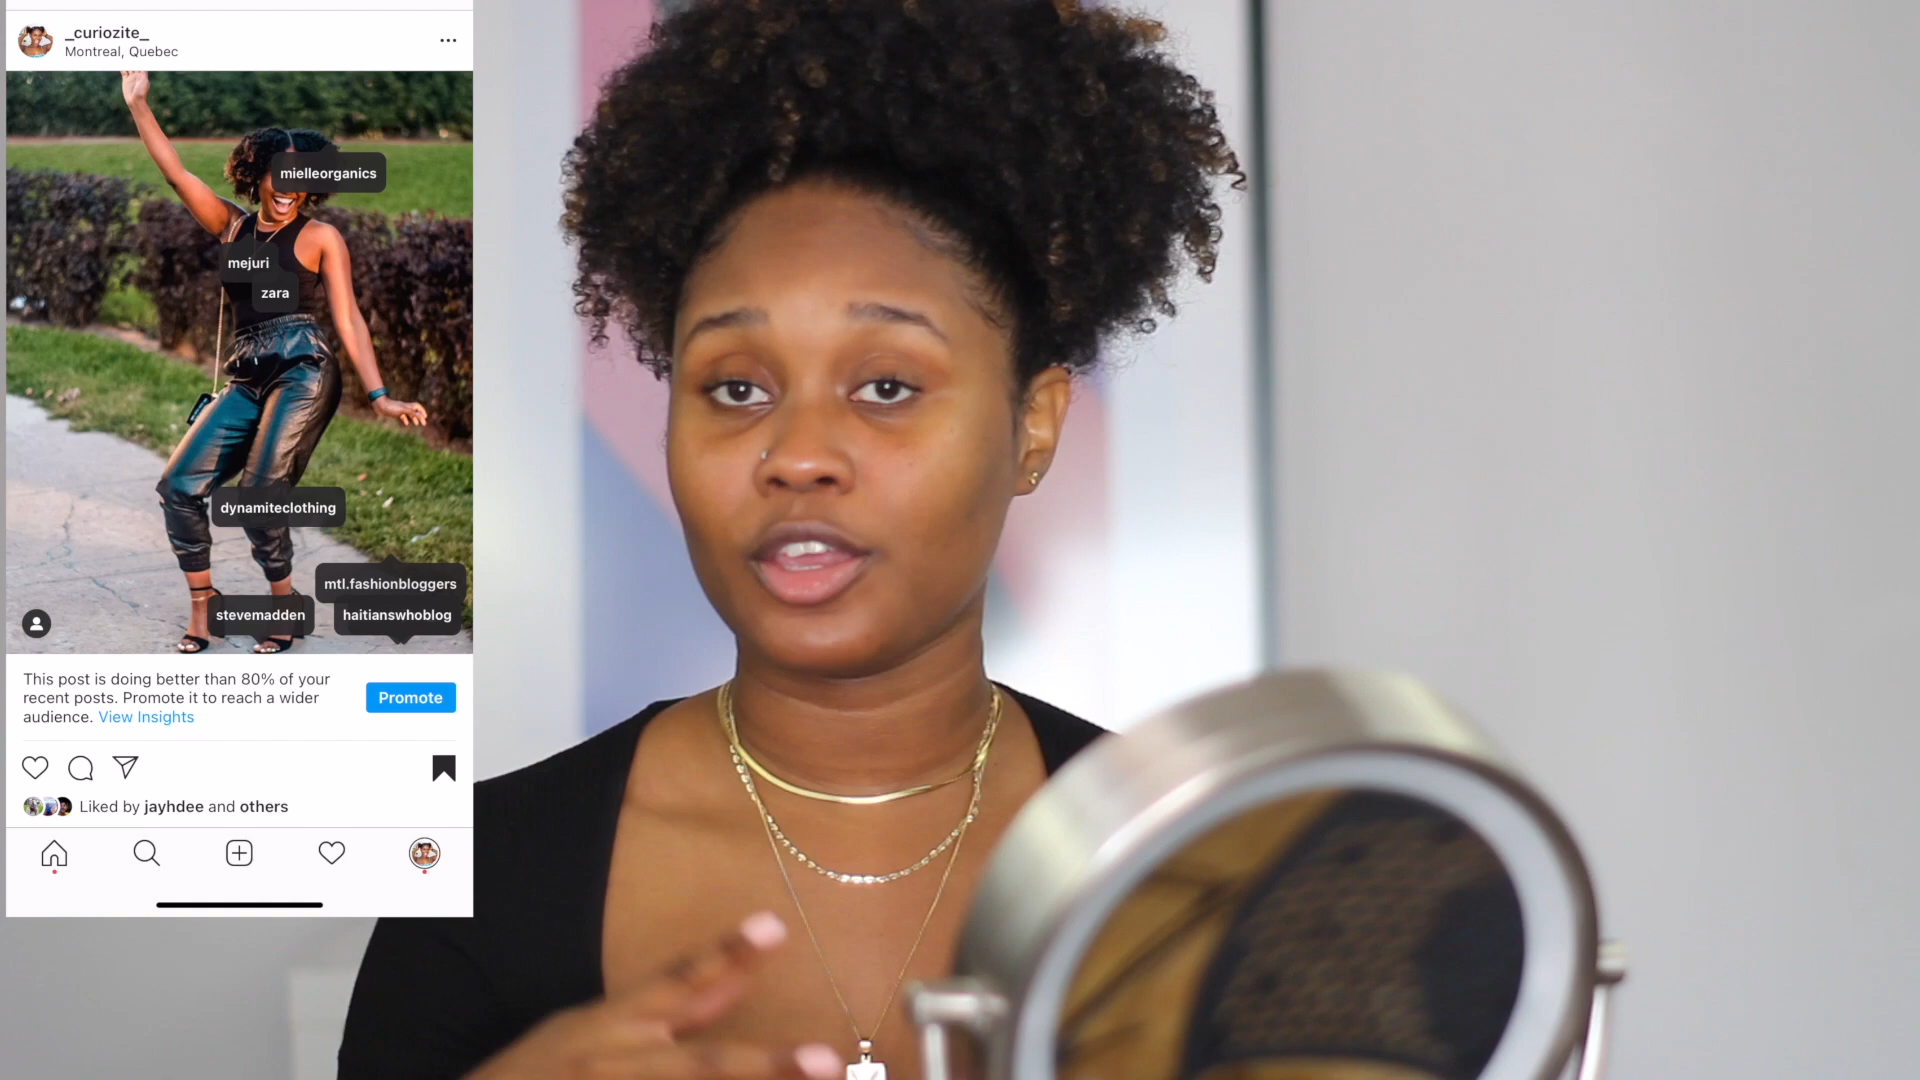 _curiozite_
Montreal, Quebec
mielleorganics
mejuri
zara
dynamiteclothing
mtl.fashionbloggers
stevemadden
haitianswhoblog
This post is doing better than 80% of your
recent posts. Promote it to reach a wider
audience. View Insights
Promote
Liked by jayhdee and others